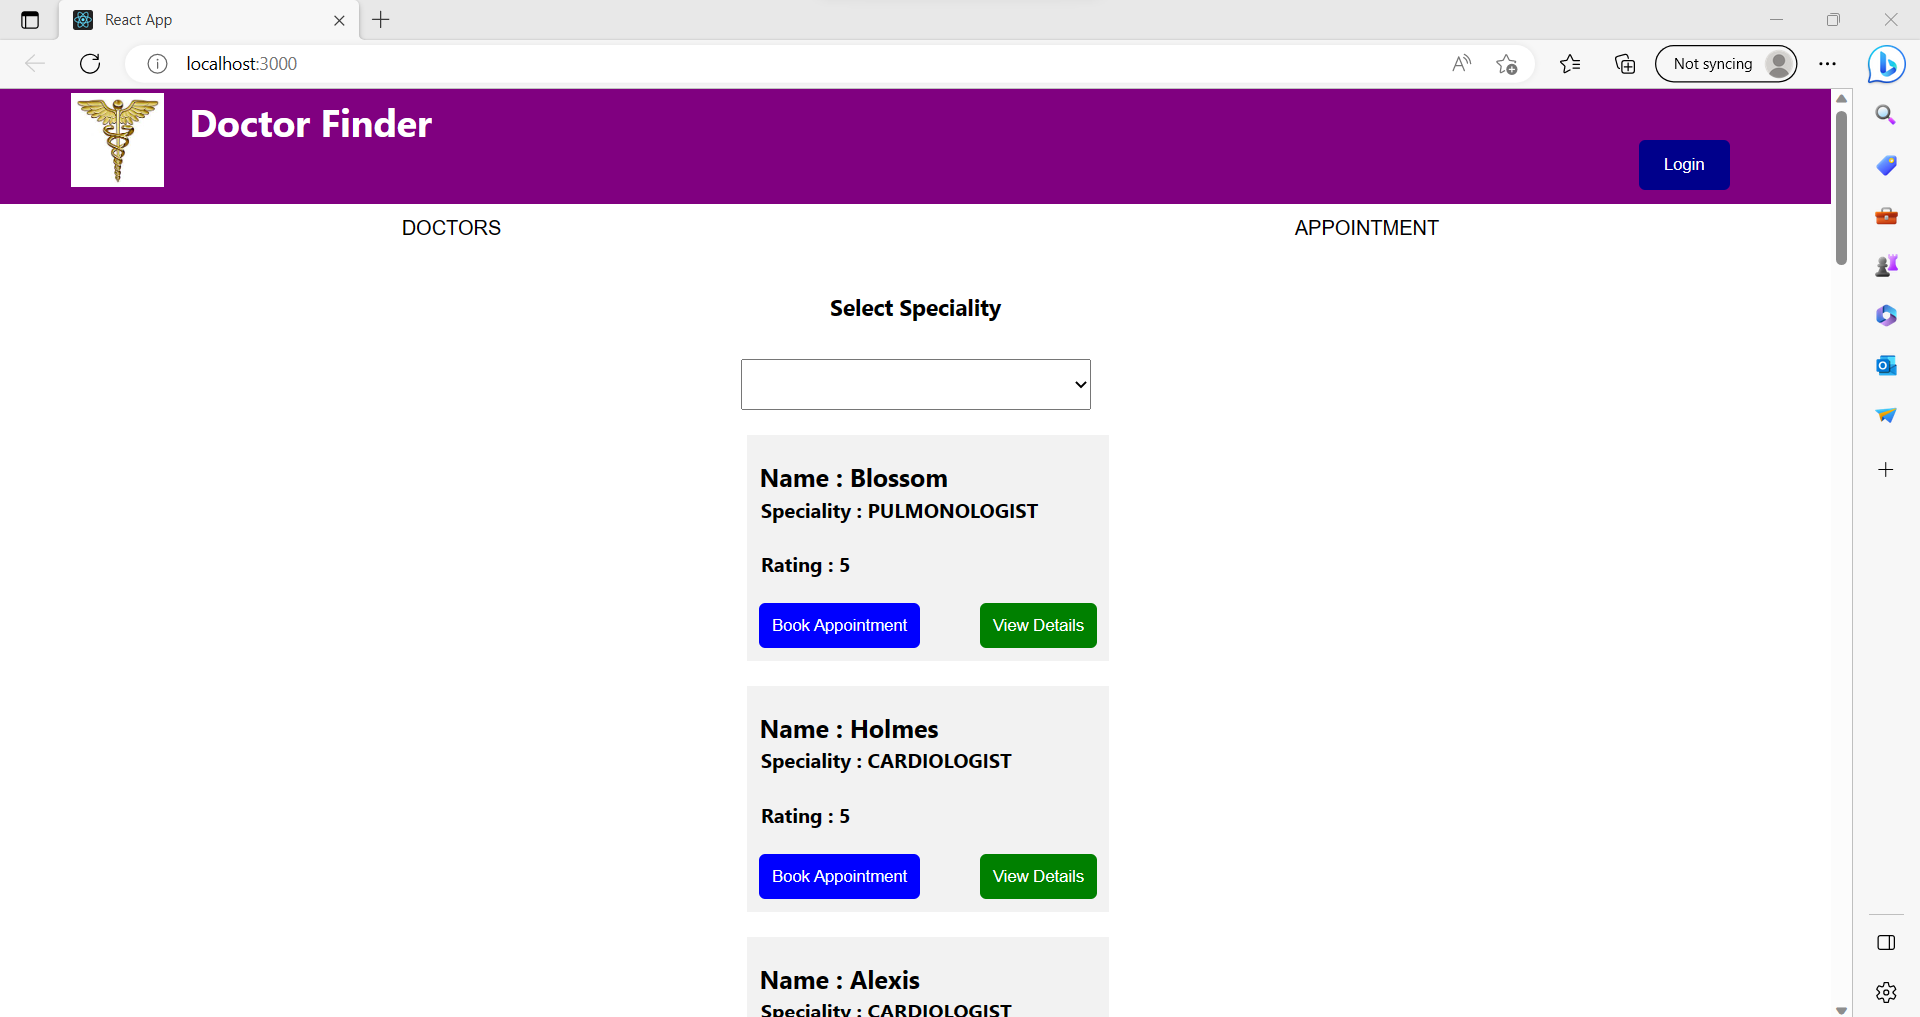 React App
localhost:3000
Not syncing
Doctor Finder
Login
DOCTORS
APPOINTMENT
Select Speciality
Name : Blossom
Speciality : PULMONOLOGIST
Rating : 5
Book Appointment
View Details
Name : Holmes
Speciality : CARDIOLOGIST
Rating : 5
Book Appointment
View Details
Name : Alexis
Speciality : CARDIOLOGIST